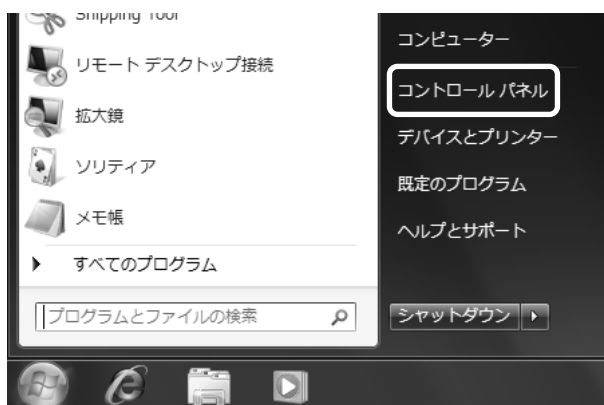 リモート デスクトップ接続
拡大鏡
ソリティア
メモ帳
すべてのプログラム
プログラムとファイルの検索
コンピューター
コントロール パネル
デバイスとプリンター
既定のプログラム
ヘルプとサポート
シャットダウン